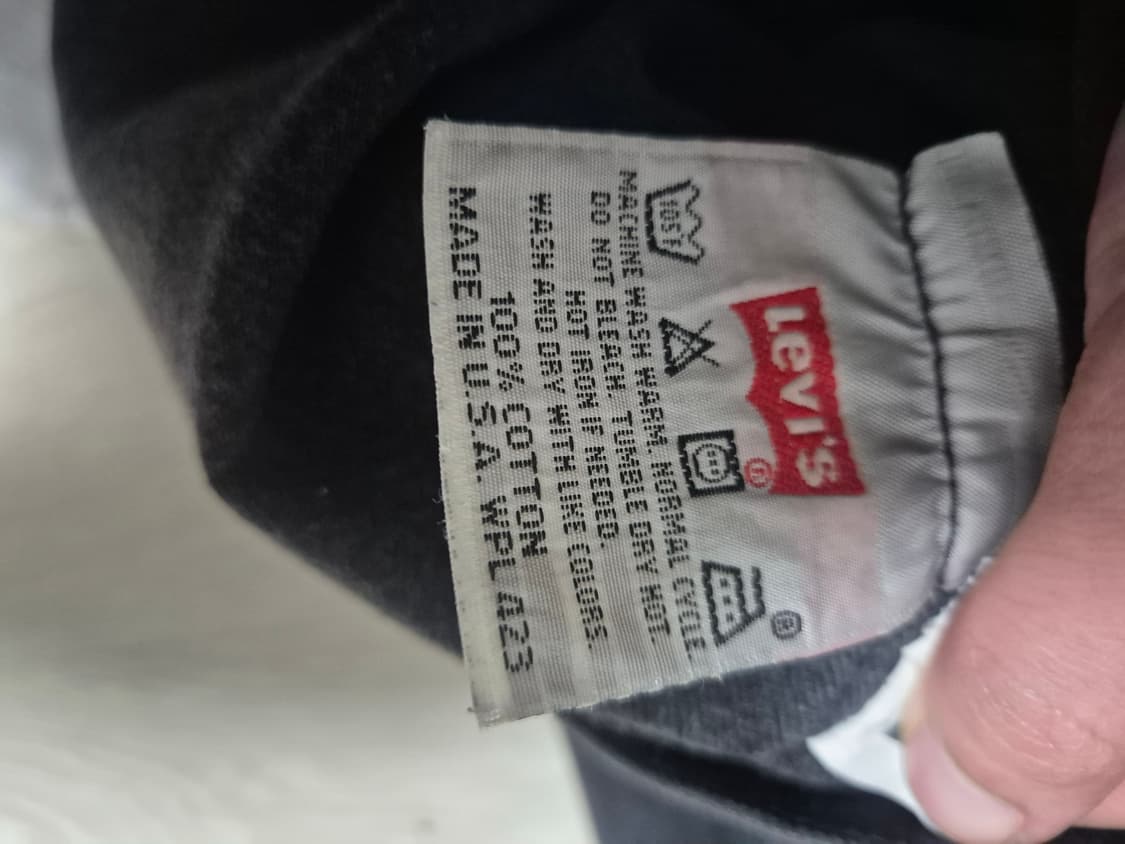 Levi's
®
105F
®
MACHINE WASH WARM. NORMAL CYCLE.
DO NOT BLEACH. TUMBLE DRY HOT.
HOT IRON IF NEEDED.
WASH AND DRY WITH LIKE COLORS.
100% COTTON
MADE IN U.S.A. WPL 423